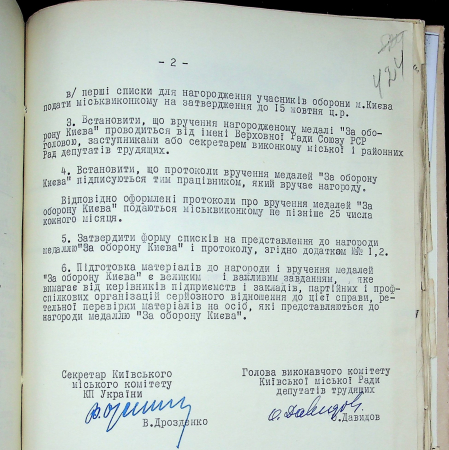 - 2 -
424
в/ перші списки для нагородження учасників оборони м.Києва
подати міськвиконкому на затвердження до 15 жовтня ц.р.
3. Встановити, що вручення нагородженому медалі "За обо-
рону Києва" проводиться від імені Верховної Ради Союзу РСР
головою, заступниками або секретарем виконкому міської і районних
Рад депутатів трудящих.
4. Встановити, що протоколи вручення медалей "За оборону
Києва" підписуються тим працівником, який вручає нагороду.
Відповідно оформлені протоколи про вручення медалей "За
оборону Києва" подаються міськвиконкому не пізніше 25 числа
кожного місяця.
5. Затвердити форму списків на представлення до нагороди
медаллю"За оборону Києва" і протоколу, згідно додатком №№ 1,2.
6. Підготовка матеріалів до нагороди і вручення медалей
"За оборону Києва" є великим і важливим завданням, яке
вимагає від керівників підприємств і закладів, партійних і проф-
спілкових організацій серйозного відношення до цієї справи, ре-
тельної перевірки матеріалів на осіб, які представляються до
нагороди медаллю "За оборону Києва".
Секретар Київського
міського комітету
КП України
В.Дрозденко
Голова виконавчого комітету
Київської міської Ради
депутатів трудящих
О.Давидов